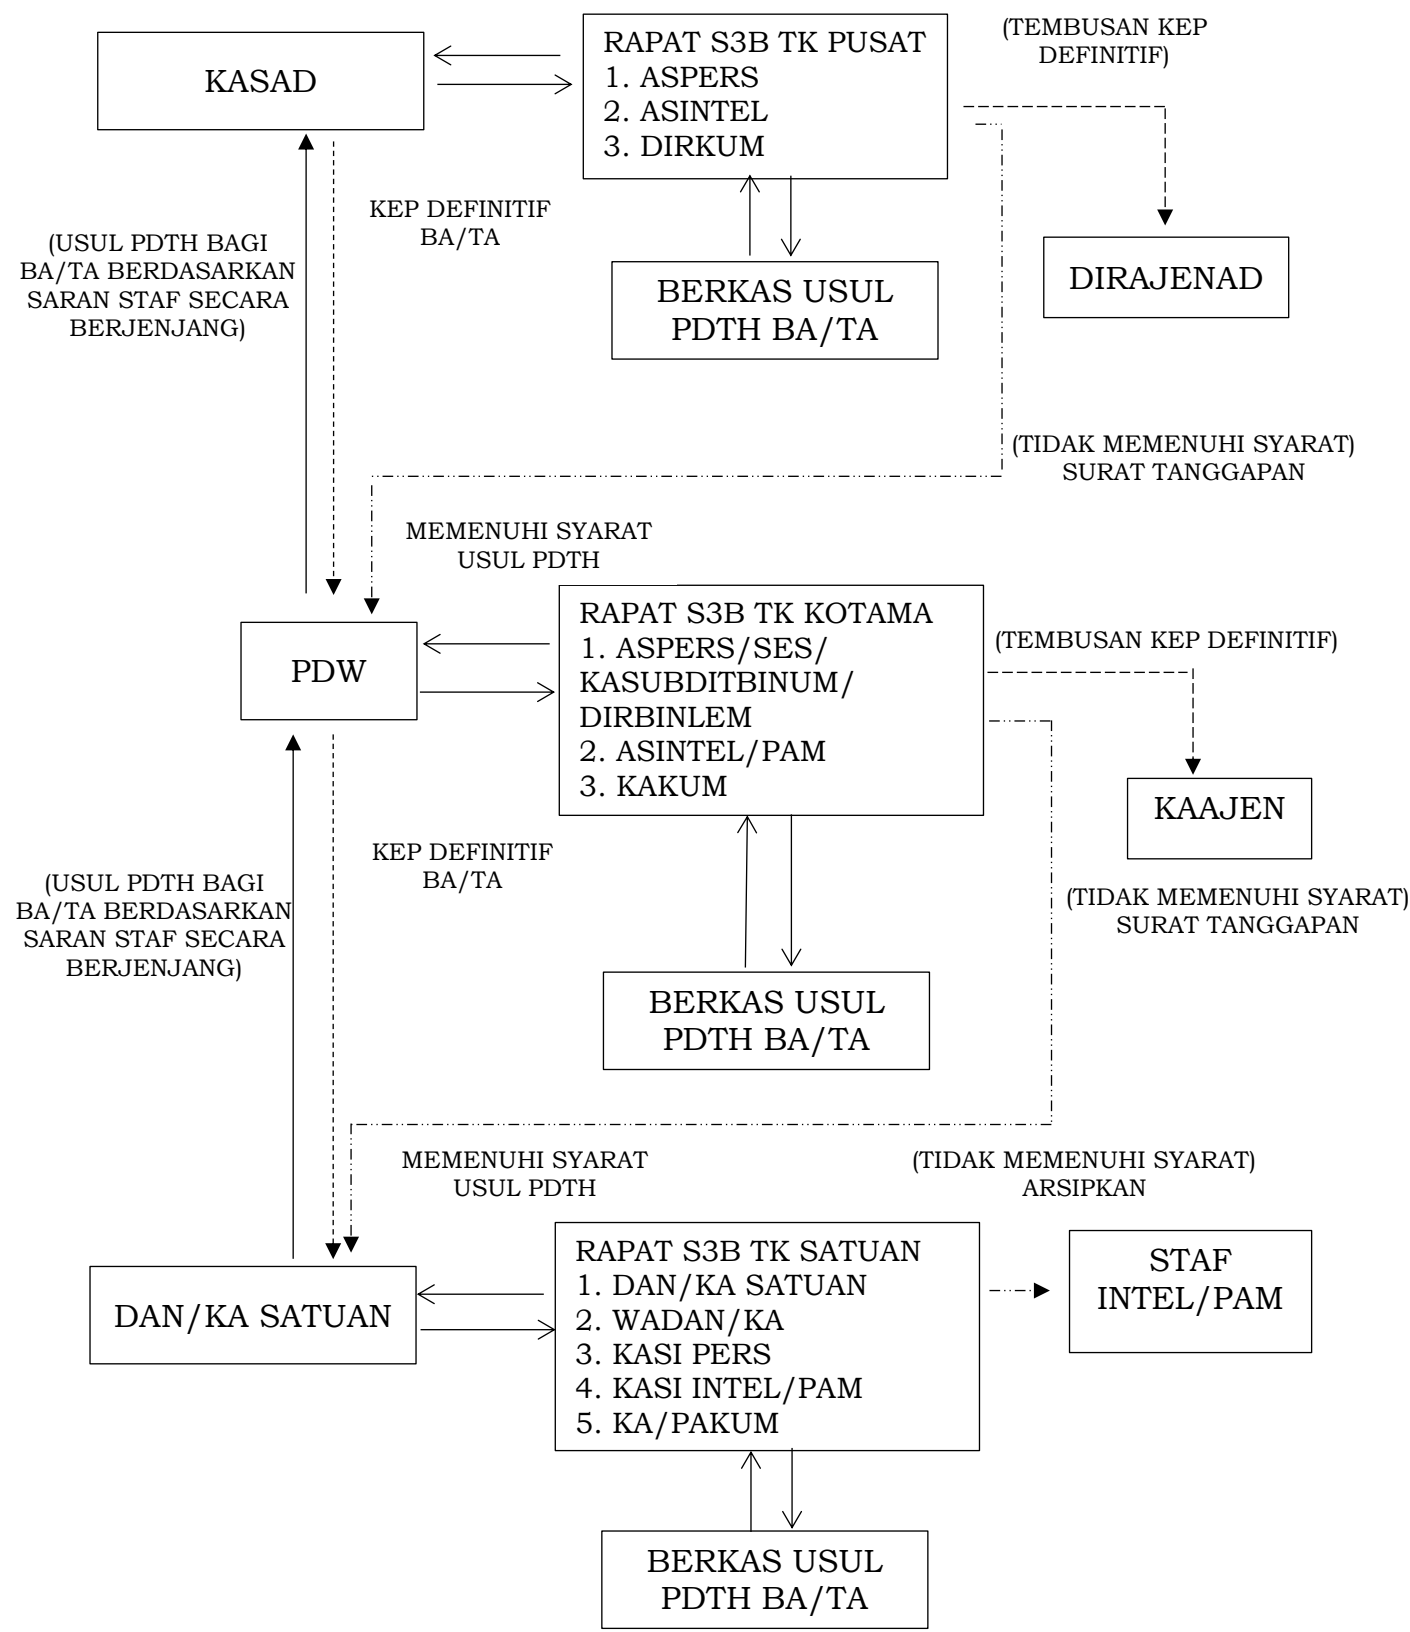 KASAD
RAPAT S3B TK PUSAT
1. ASPERS
2. ASINTEL
3. DIRKUM
(TEMBUSAN KEP
DEFINITIF)
KEP DEFINITIF
BA/TA
(USUL PDTH BAGI
BA/TA BERDASARKAN
SARAN STAF SECARA
BERJENJANG)
BERKAS USUL
PDTH BA/TA
DIRAJENAD
(TIDAK MEMENUHI SYARAT)
SURAT TANGGAPAN
MEMENUHI SYARAT
USUL PDTH
PDW
RAPAT S3B TK KOTAMA
1. ASPERS/SES/
KASUBDITBINUM/
DIRBINLEM
2. ASINTEL/PAM
3. KAKUM
(TEMBUSAN KEP DEFINITIF)
KAAJEN
KEP DEFINITIF
BA/TA
(USUL PDTH BAGI
BA/TA BERDASARKAN
SARAN STAF SECARA
BERJENJANG)
(TIDAK MEMENUHI SYARAT)
SURAT TANGGAPAN
BERKAS USUL
PDTH BA/TA
MEMENUHI SYARAT
USUL PDTH
(TIDAK MEMENUHI SYARAT)
ARSIPKAN
DAN/KA SATUAN
RAPAT S3B TK SATUAN
1. DAN/KA SATUAN
2. WADAN/KA
3. KASI PERS
4. KASI INTEL/PAM
5. KA/PAKUM
STAF
INTEL/PAM
BERKAS USUL
PDTH BA/TA